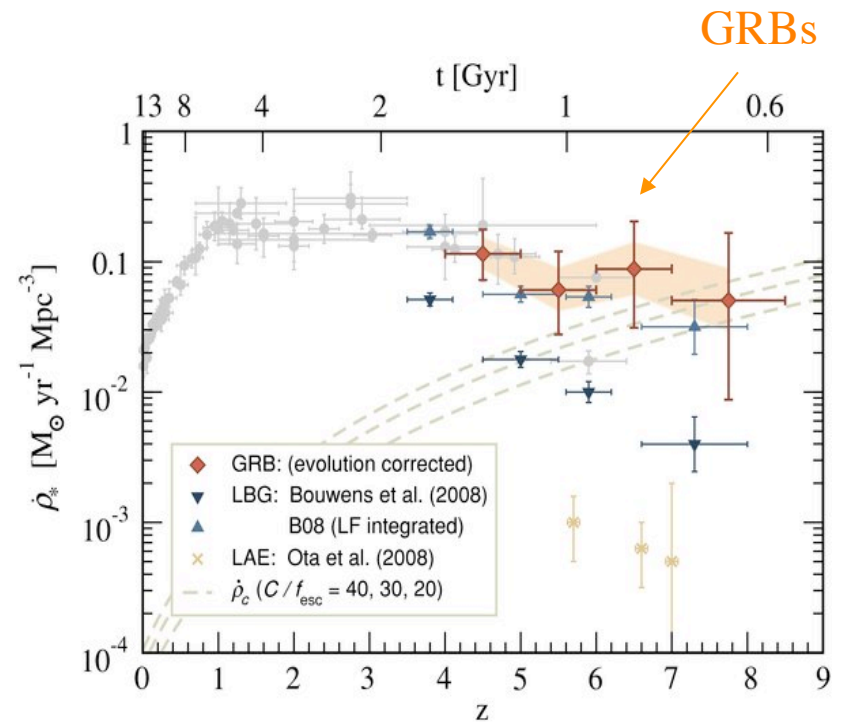 GRBs
t [Gyr]
13 8 4 2 1 0.6
1
0.1
10⁻²
10⁻³
10⁻⁴
ρ̇* [M⊙ yr⁻¹ Mpc⁻³]
GRB: (evolution corrected)
LBG: Bouwens et al. (2008)
B08 (LF integrated)
LAE: Ota et al. (2008)
ρ̇c (C / fesc = 40, 30, 20)
0 1 2 3 4 5 6 7 8 9
z